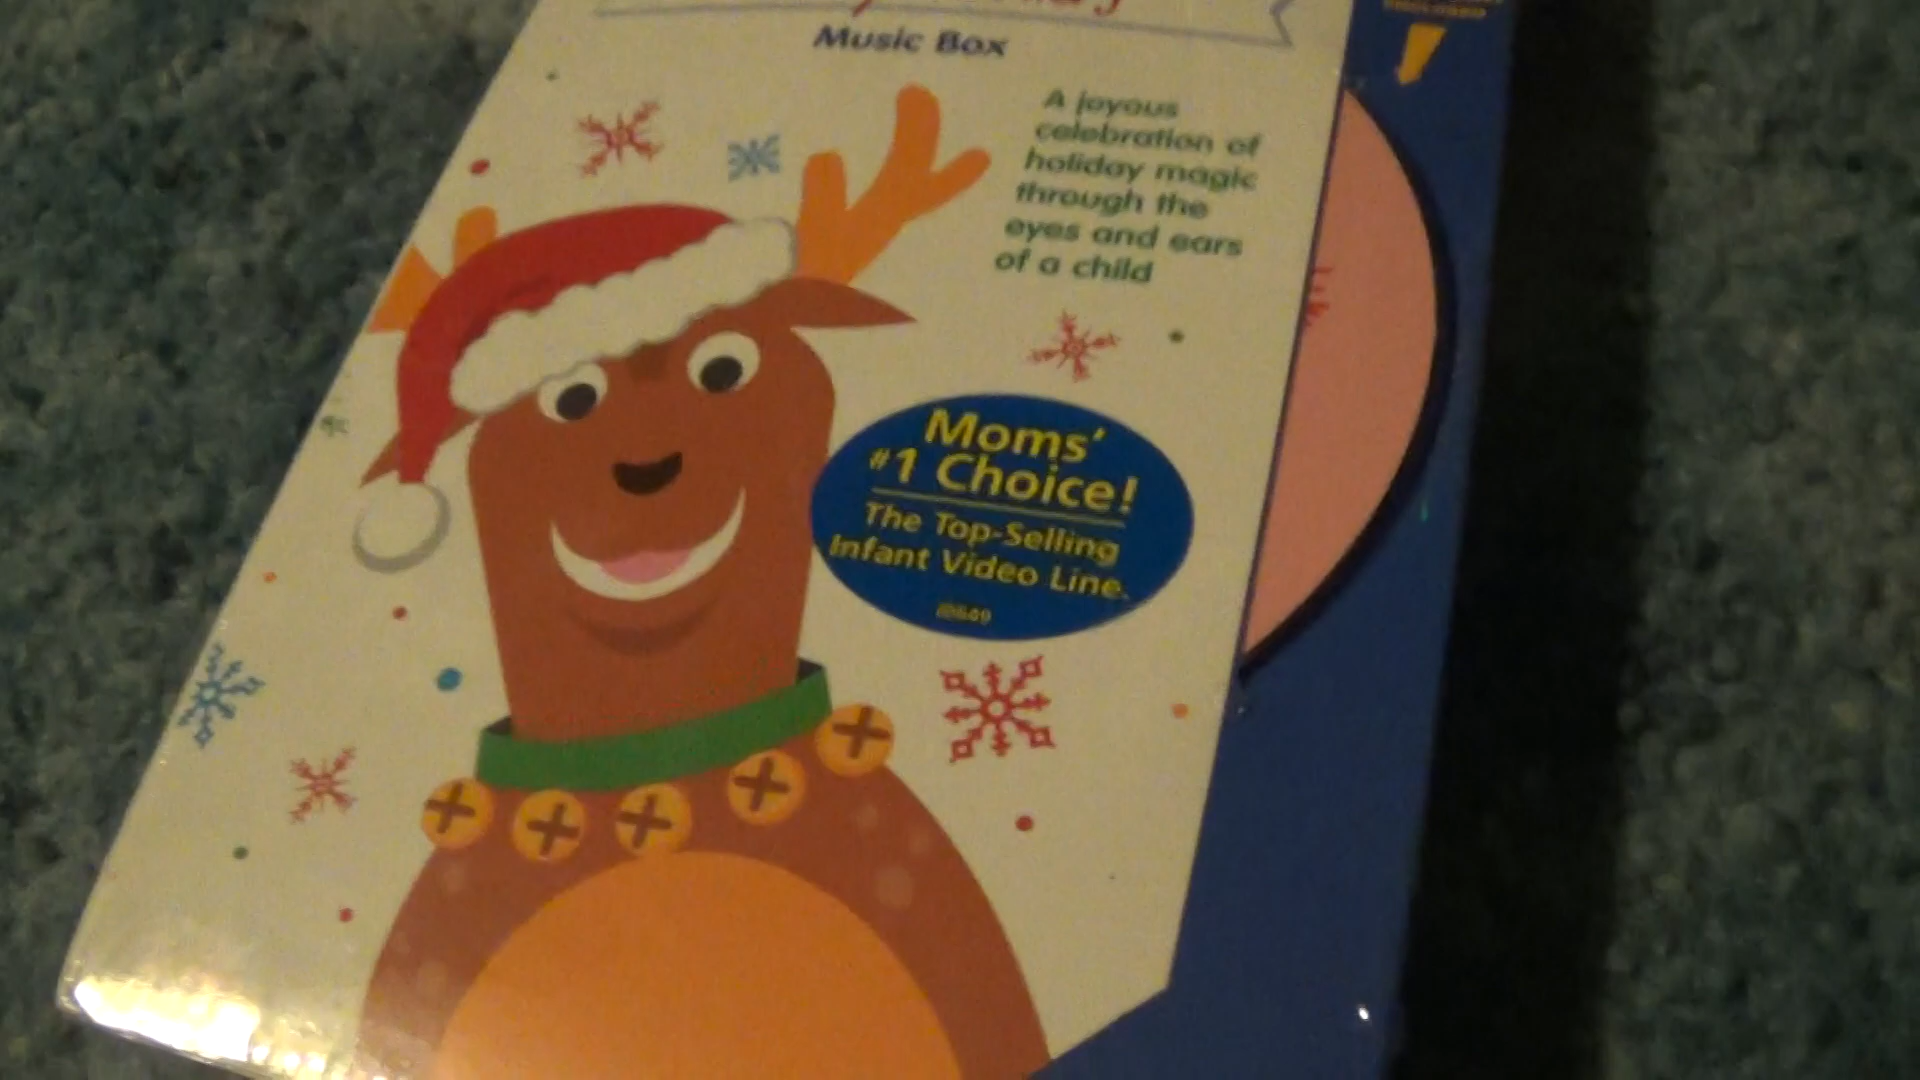 Music Box
INCLUDED
!
A joyous
celebration of
holiday magic
through the
eyes and ears
of a child
Moms'
#1 Choice!
The Top-Selling
Infant Video Line.